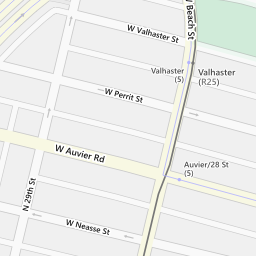 W Beach St
W Valhaster St
Valhaster
(5)
Valhaster
(R25)
W Perrit St
W Auvier Rd
Auvier/28 St
(5)
N 29th St
W Neasse St